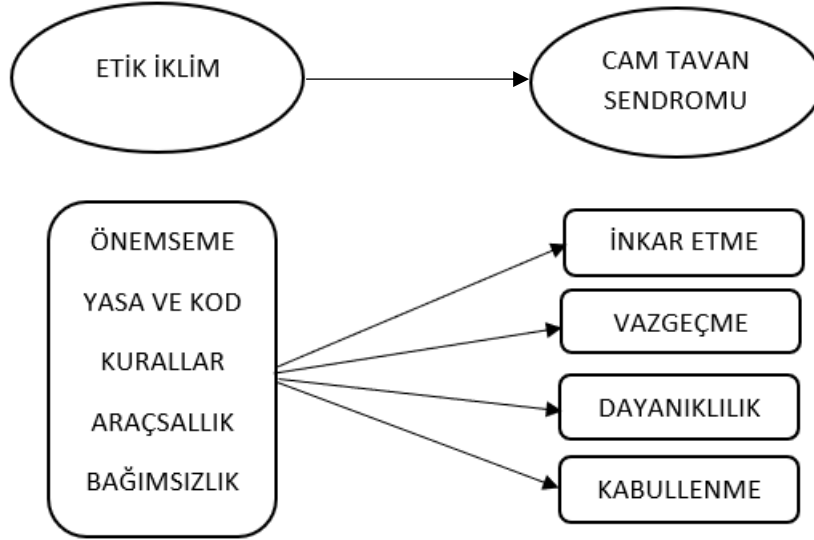 ETİK İKLİM
CAM TAVAN
SENDROMU
ÖNEMSEME
YASA VE KOD
KURALLAR
ARAÇSALLIK
BAĞIMSIZLIK
İNKAR ETME
VAZGEÇME
DAYANIKLILIK
KABULLENME